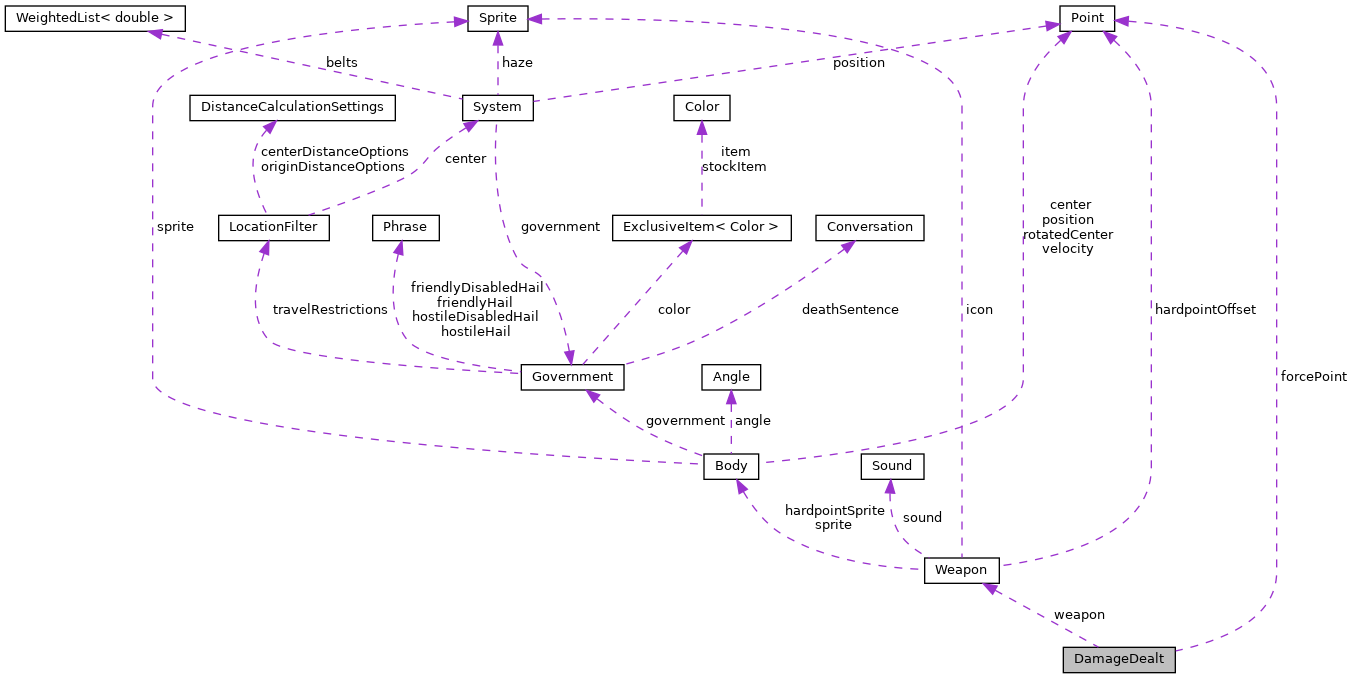 WeightedList< double >
Sprite
Point
belts
haze
position
DistanceCalculationSettings
System
Color
centerDistanceOptions
originDistanceOptions
center
item
stockItem
center
position
rotatedCenter
velocity
sprite
LocationFilter
Phrase
government
ExclusiveItem< Color >
Conversation
travelRestrictions
friendlyDisabledHail
friendlyHail
hostileDisabledHail
hostileHail
color
deathSentence
icon
hardpointOffset
forcePoint
Government
Angle
government
angle
Body
Sound
hardpointSprite
sprite
sound
Weapon
weapon
DamageDealt